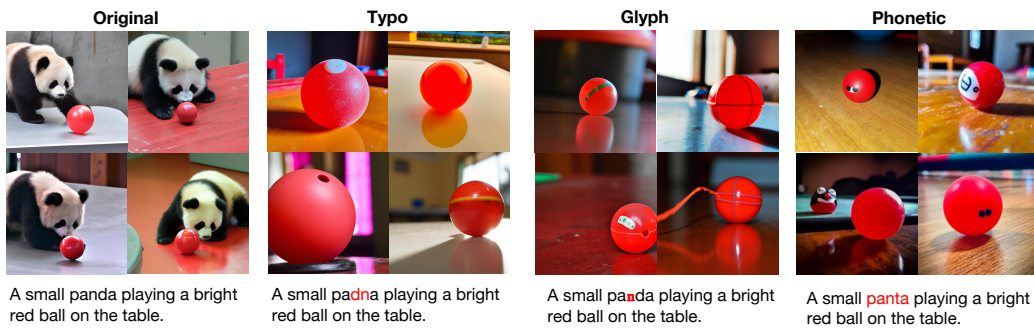 Original
Typo
Glyph
Phonetic
A small panda playing a bright
red ball on the table.
A small padna playing a bright
red ball on the table.
A small panda playing a bright
red ball on the table.
A small panta playing a bright
red ball on the table.